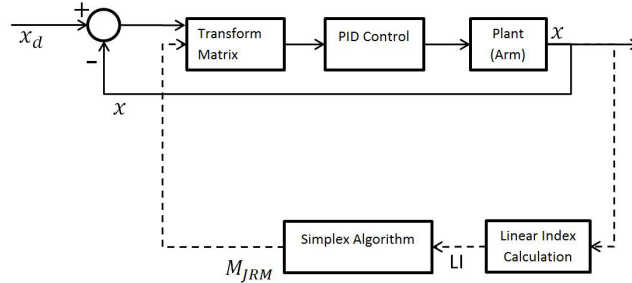 +
x_d
-
Transform
Matrix
PID Control
Plant
(Arm)
x
x
Simplex Algorithm
Linear Index
Calculation
LI
M_JRM